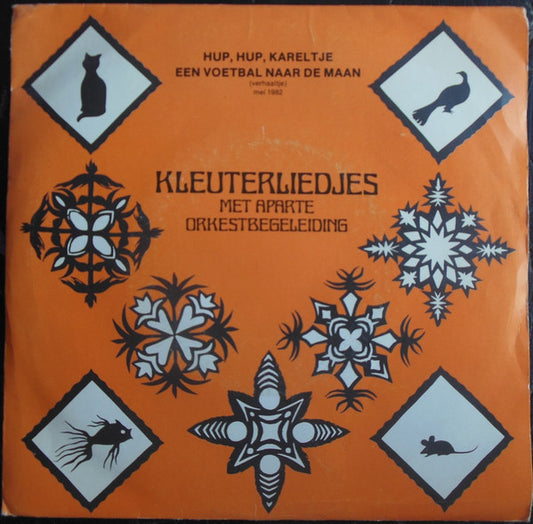 HUP, HUP, KARELTJE
EEN VOETBAL NAAR DE MAAN
(verhaaltje)
mei 1982
KLEUTERLIEDJES
MET APARTE
ORKESTBEGELEIDING